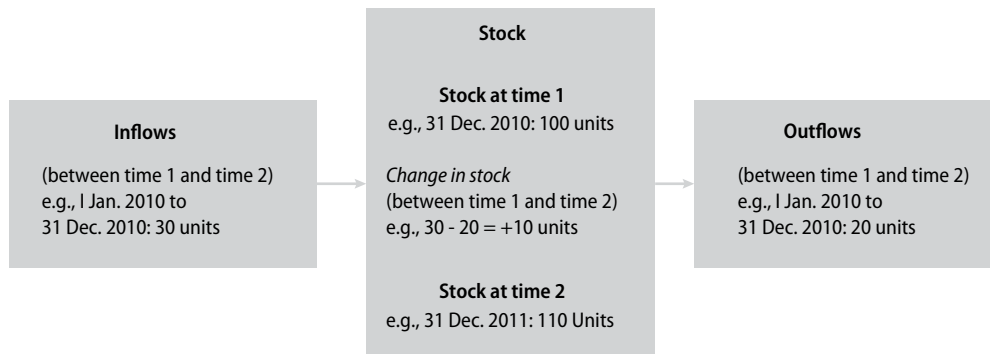 Inflows
(between time 1 and time 2)
e.g., I Jan. 2010 to
31 Dec. 2010: 30 units
Stock
Stock at time 1
e.g., 31 Dec. 2010: 100 units
Change in stock
(between time 1 and time 2)
e.g., 30 - 20 = +10 units
Stock at time 2
e.g., 31 Dec. 2011: 110 Units
Outflows
(between time 1 and time 2)
e.g., I Jan. 2010 to
31 Dec. 2010: 20 units